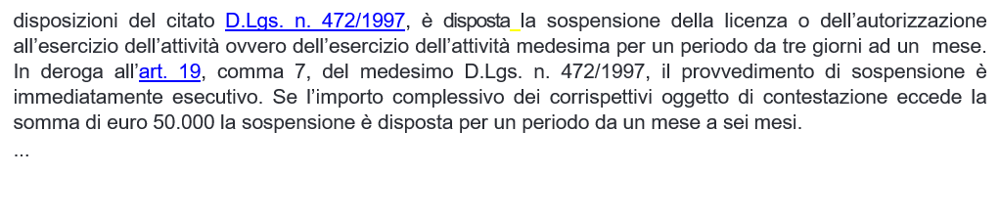 disposizioni del citato D.Lgs. n. 472/1997, è disposta la sospensione della licenza o dell'autorizzazione
all'esercizio dell'attività ovvero dell'esercizio dell'attività medesima per un periodo da tre giorni ad un mese.
In deroga all'art. 19, comma 7, del medesimo D.Lgs. n. 472/1997, il provvedimento di sospensione è
immediatamente esecutivo. Se l'importo complessivo dei corrispettivi oggetto di contestazione eccede la
somma di euro 50.000 la sospensione è disposta per un periodo da un mese a sei mesi.
...